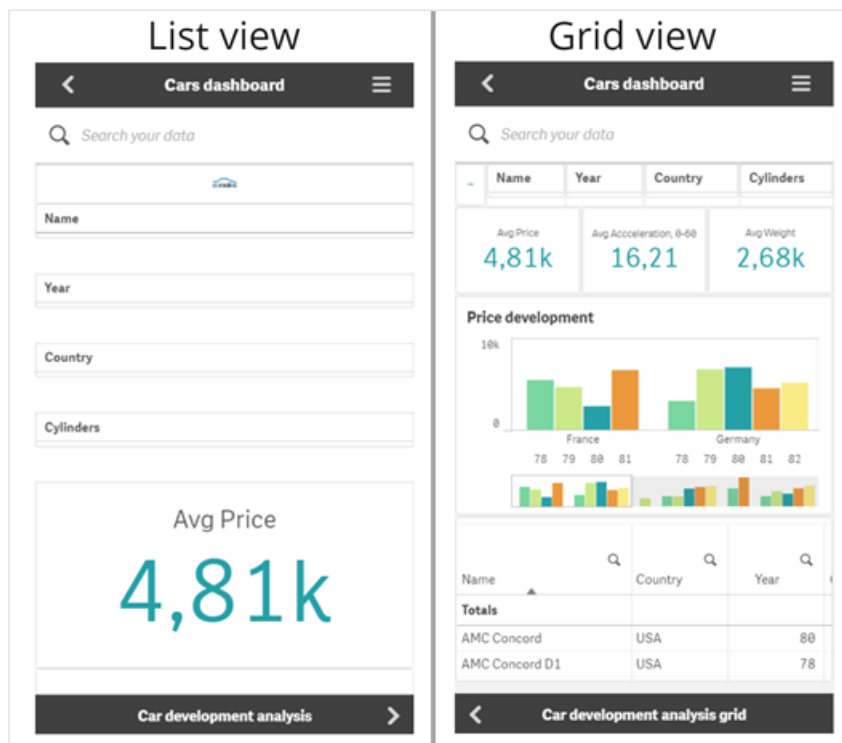 List view
Cars dashboard
Search your data
Name
Year
Country
Cylinders
Avg Price
4,81k
Car development analysis
Grid view
Cars dashboard
Search your data
Name Year Country Cylinders
Avg Price Avg Accceleration, 0-60 Avg Weight
4,81k 16,21 2,68k
Price development
10k
0
France Germany
78 79 80 81 78 79 80 81 82
Name Country Year
Totals
AMC Concord USA 80
AMC Concord D1 USA 78
Car development analysis grid